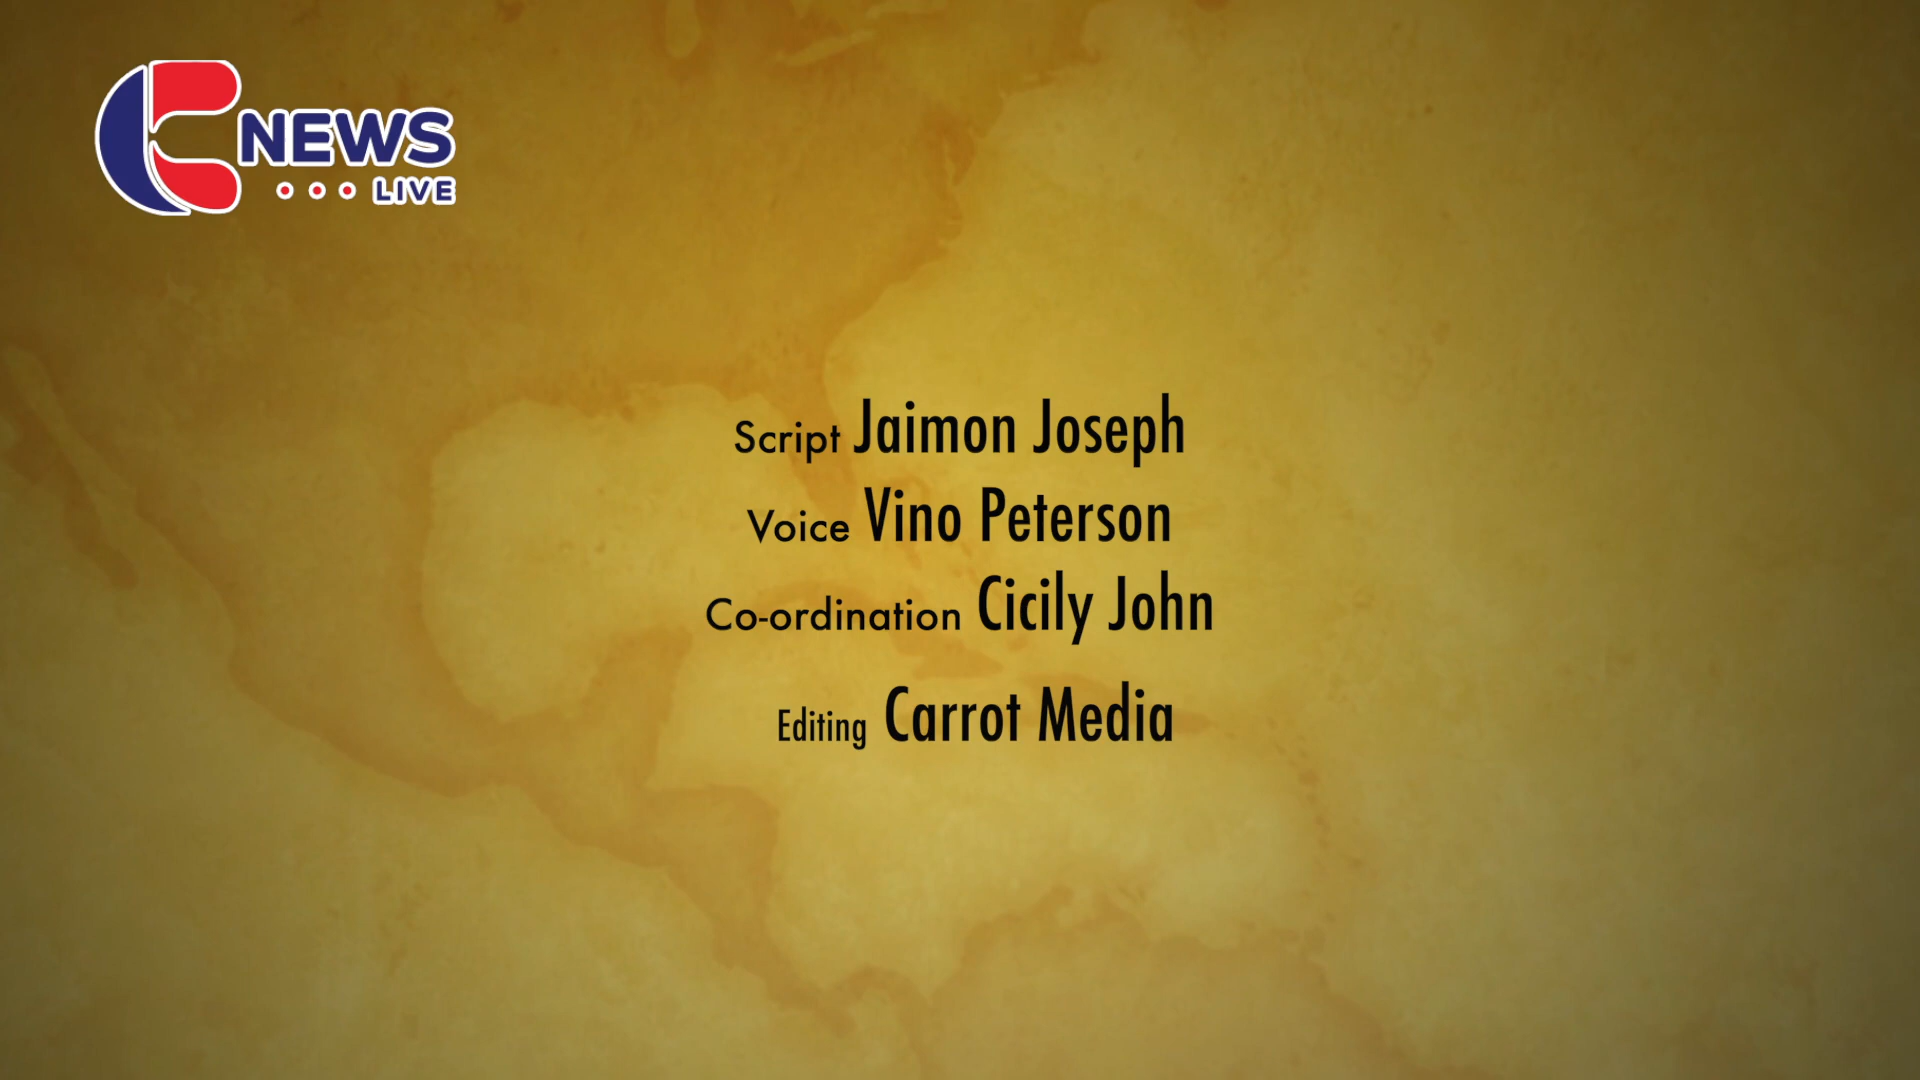 NEWS
LIVE
Script Jaimon Joseph
Voice Vino Peterson
Co-ordination Cicily John
Editing Carrot Media